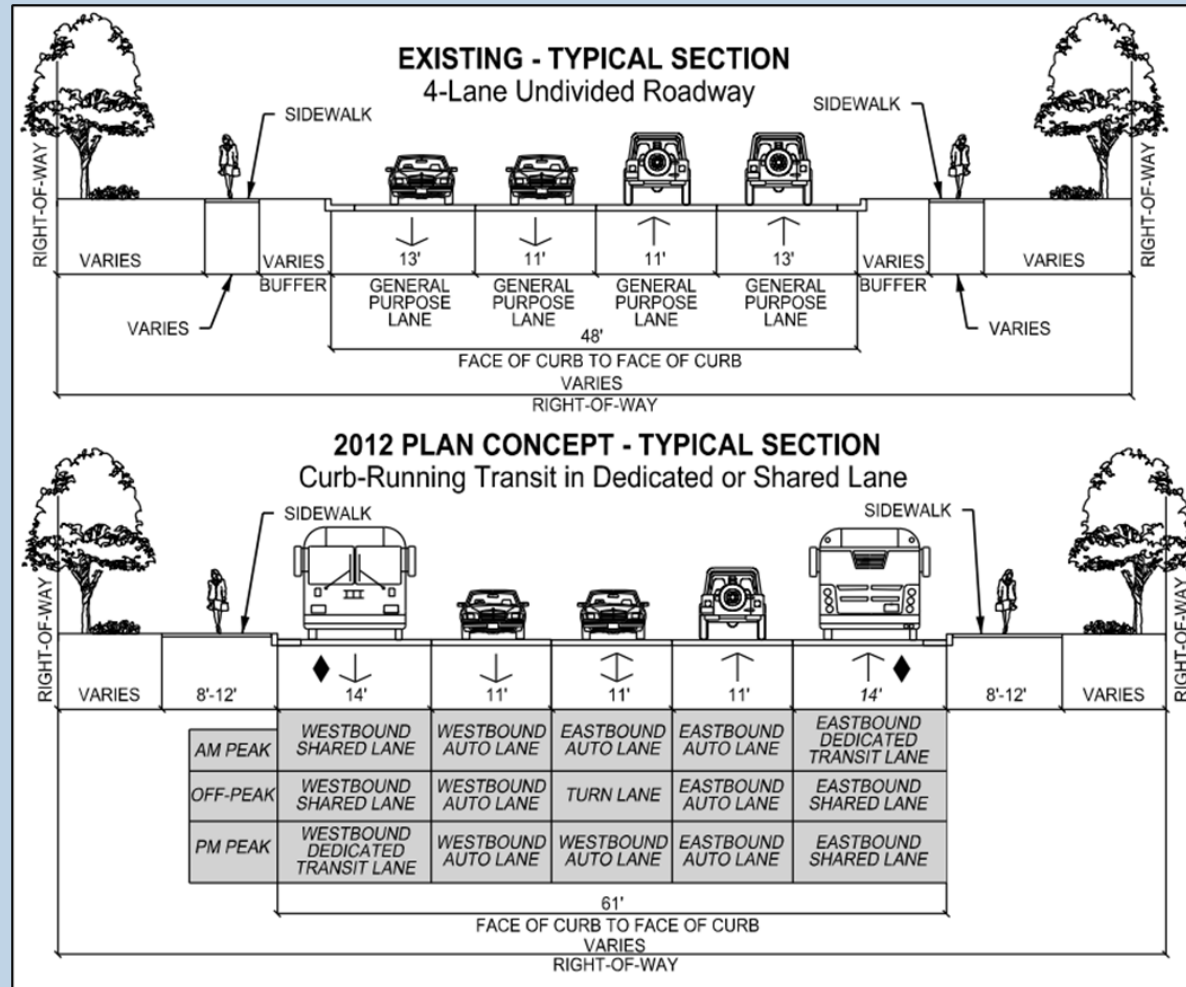 EXISTING - TYPICAL SECTION
4-Lane Undivided Roadway
SIDEWALK
SIDEWALK
RIGHT-OF-WAY
RIGHT-OF-WAY
VARIES
VARIES
13'
11'
11'
13'
VARIES
VARIES
BUFFER
GENERAL
PURPOSE
LANE
GENERAL
PURPOSE
LANE
GENERAL
PURPOSE
LANE
GENERAL
PURPOSE
LANE
BUFFER
VARIES
VARIES
48'
FACE OF CURB TO FACE OF CURB
VARIES
RIGHT-OF-WAY
2012 PLAN CONCEPT - TYPICAL SECTION
Curb-Running Transit in Dedicated or Shared Lane
SIDEWALK
SIDEWALK
RIGHT-OF-WAY
RIGHT-OF-WAY
VARIES
8'-12'
14'
11'
11'
11'
14'
8'-12'
VARIES
AM PEAK
WESTBOUND
SHARED LANE
WESTBOUND
AUTO LANE
EASTBOUND
AUTO LANE
EASTBOUND
AUTO LANE
EASTBOUND
DEDICATED
TRANSIT LANE
OFF-PEAK
WESTBOUND
SHARED LANE
WESTBOUND
AUTO LANE
TURN LANE
EASTBOUND
AUTO LANE
EASTBOUND
SHARED LANE
PM PEAK
WESTBOUND
DEDICATED
TRANSIT LANE
WESTBOUND
AUTO LANE
WESTBOUND
AUTO LANE
EASTBOUND
AUTO LANE
EASTBOUND
SHARED LANE
61'
FACE OF CURB TO FACE OF CURB
VARIES
RIGHT-OF-WAY